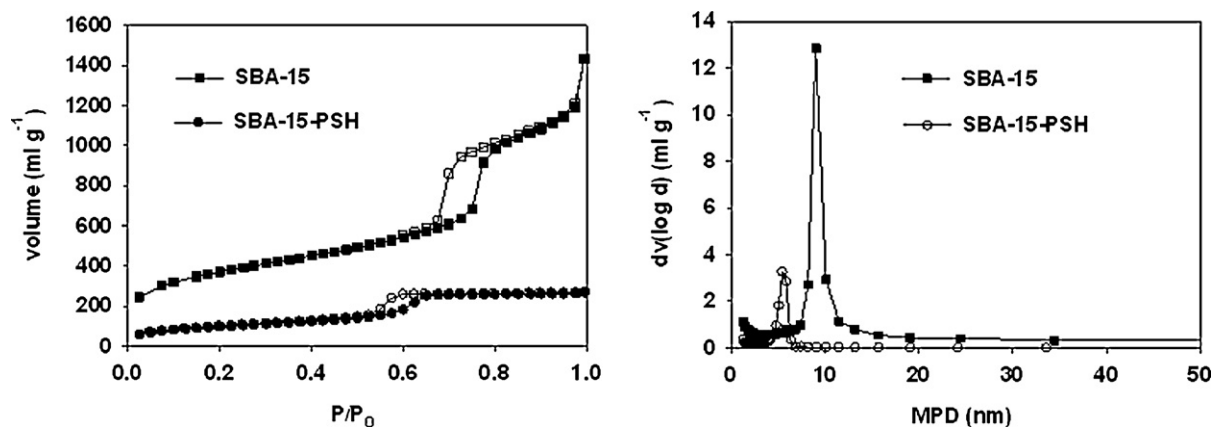 1600
1400
1200
1000
800
600
400
200
0
volume (ml g⁻¹)
SBA-15
SBA-15-PSH
0.0 0.2 0.4 0.6 0.8 1.0
P/P₀
14
12
10
8
6
4
2
0
dv(log d) (ml g⁻¹)
SBA-15
SBA-15-PSH
0 10 20 30 40 50
MPD (nm)